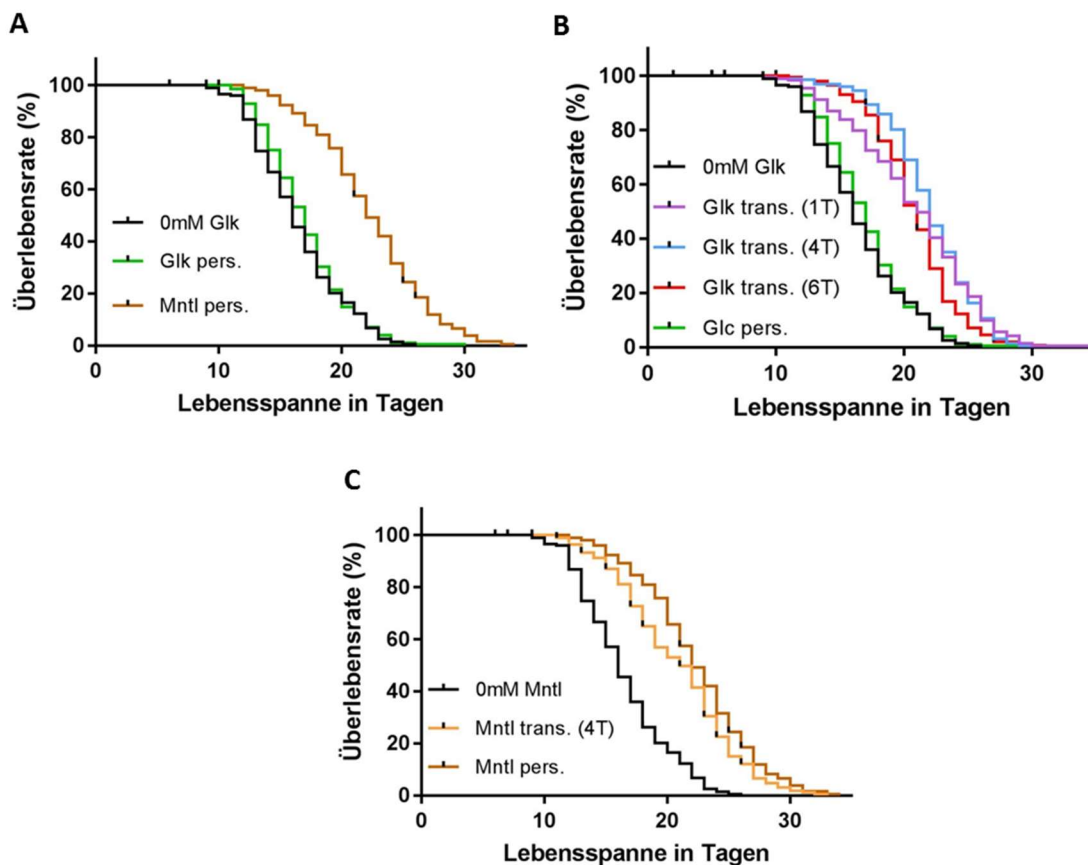 A
Überlebensrate (%)
100
80
60
40
20
0
0mM Glk
Glk pers.
Mntl pers.
0
10
20
30
Lebensspanne in Tagen
B
Überlebensrate (%)
100
80
60
40
20
0
0mM Glk
Glk trans. (1T)
Glk trans. (4T)
Glk trans. (6T)
Glc pers.
0
10
20
30
Lebensspanne in Tagen
C
Überlebensrate (%)
100
80
60
40
20
0
0mM Mntl
Mntl trans. (4T)
Mntl pers.
0
10
20
30
Lebensspanne in Tagen